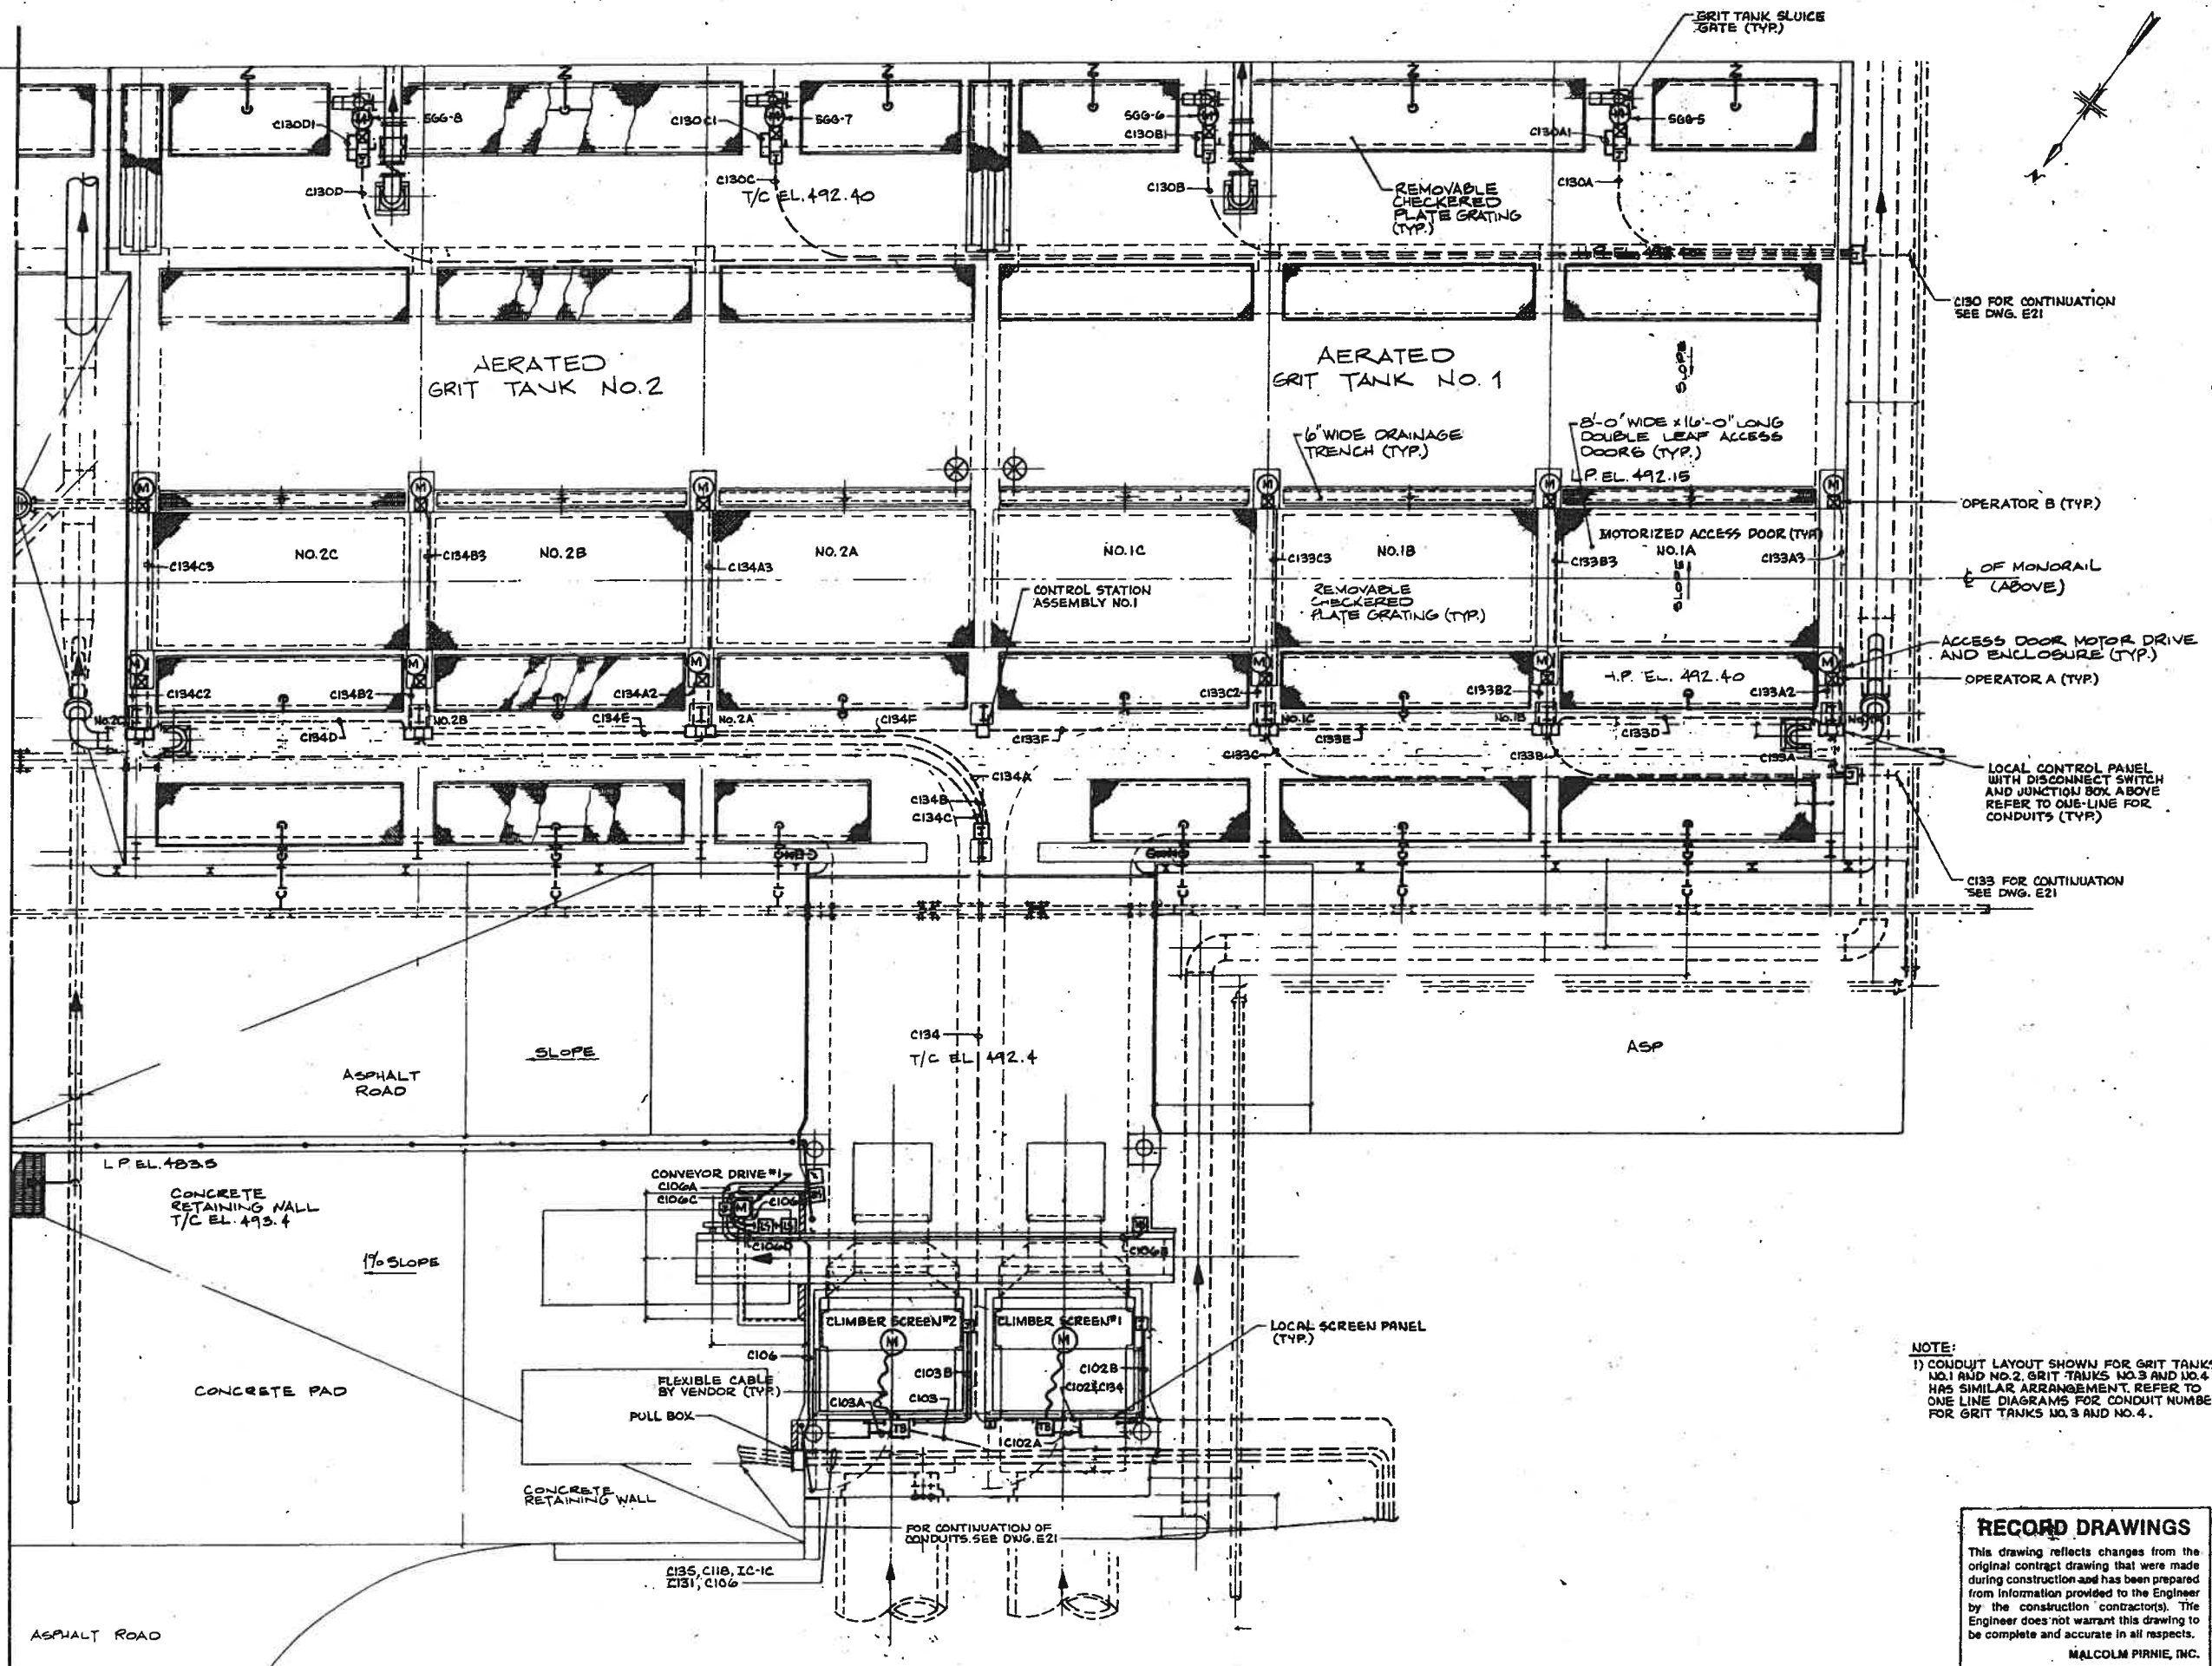 GRIT TANK SLUICE
GATE (TYP.)
C130D1
SGG-8
C130C1
SGG-7
SGG-6
C130B1
C130A1
SGG-5
C130D
C130C
T/C EL. 492.40
C130B
C130A
REMOVABLE
CHECKERED
PLATE GRATING
(TYP.)
C130 FOR CONTINUATION
SEE DWG. E21
AERATED
GRIT TANK NO.2
AERATED
GRIT TANK NO. 1
SLOPE
6" WIDE DRAINAGE
TRENCH (TYP.)
8'-0" WIDE x 16'-0" LONG
DOUBLE LEAF ACCESS
DOORS (TYP.)
L.P. EL. 492.15
M
M
M
M
M
M
OPERATOR B (TYP.)
NO.2C
C134B3
NO.2B
NO.2A
NO.1C
C133C3
NO.1B
MOTORIZED ACCESS DOOR (TYP)
NO.1A
C134C3
C134A3
C133B3
C133A3
OF MONORAIL
(ABOVE)
CONTROL STATION
ASSEMBLY NO.1
REMOVABLE
CHECKERED
PLATE GRATING (TYP.)
SLOPE
ACCESS DOOR MOTOR DRIVE
AND ENCLOSURE (TYP.)
OPERATOR A (TYP.)
M
M
M
M
M
M
C134C2
C134B2
C134A2
C133C2
C133B2
H.P. EL. 492.40
C133A2
NO.2B
NO.2A
NO.1C
NO.1B
C134D
C134E
C134F
C133F
C133E
C133D
C133C
C133B
C133A
C134A
C134B
C134C
LOCAL CONTROL PANEL
WITH DISCONNECT SWITCH
AND JUNCTION BOX ABOVE
REFER TO ONE-LINE FOR
CONDUITS (TYP.)
C133 FOR CONTINUATION
SEE DWG. E21
C134
T/C EL. 492.4
SLOPE
ASPHALT
ROAD
ASP
L.P. EL. 483.5
CONCRETE
RETAINING WALL
T/C EL. 493.4
CONVEYOR DRIVE #1
C106A
C106C
M
C106D
C106B
1% SLOPE
CLIMBER SCREEN #2
CLIMBER SCREEN #1
M
M
LOCAL SCREEN PANEL
(TYP.)
C106
FLEXIBLE CABLE
BY VENDOR (TYP.)
C103B
C102B
C103A
C103
C102 & C134
PULL BOX
TB
TB
C102A
CONCRETE PAD
CONCRETE
RETAINING WALL
FOR CONTINUATION OF
CONDUITS. SEE DWG. E21
C135, C118, IC-1C
C131, C106
ASPHALT ROAD
NOTE:
1) CONDUIT LAYOUT SHOWN FOR GRIT TANKS
NO.1 AND NO.2. GRIT TANKS NO.3 AND NO.4
HAS SIMILAR ARRANGEMENT. REFER TO
ONE LINE DIAGRAMS FOR CONDUIT NUMBE
FOR GRIT TANKS NO.3 AND NO.4.
RECORD DRAWINGS
This drawing reflects changes from the
original contract drawing that were made
during construction and has been prepared
from information provided to the Engineer
by the construction contractor(s). The
Engineer does not warrant this drawing to
be complete and accurate in all respects.
MALCOLM PIRNIE, INC.